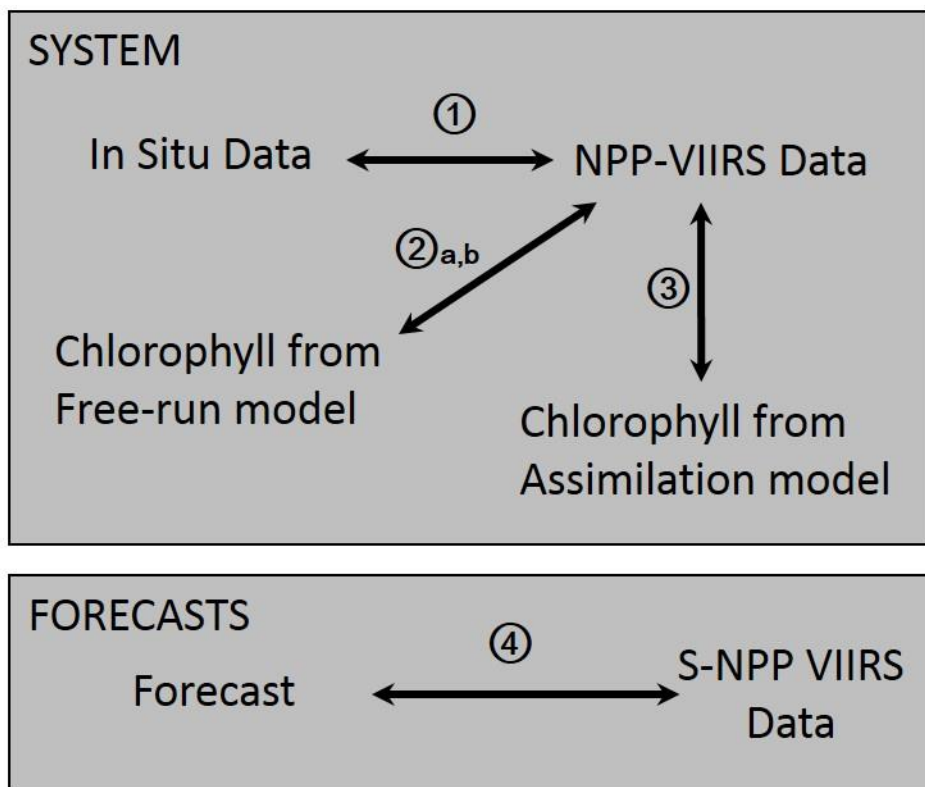 SYSTEM
①
In Situ Data
NPP-VIIRS Data
②a,b
③
Chlorophyll from
Free-run model
Chlorophyll from
Assimilation model
FORECASTS
④
Forecast
S-NPP VIIRS
Data